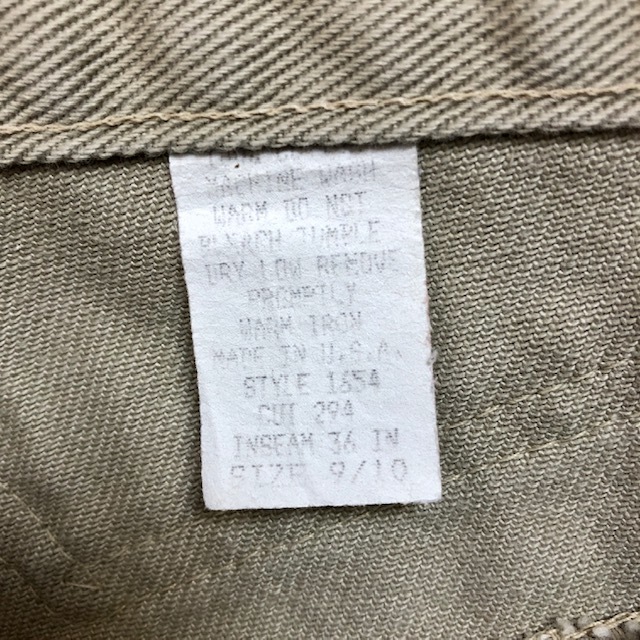 MACHINE WASH
WARM DO NOT
BLEACH TUMBLE
DRY LOW REMOVE
PROMPTLY
WARM IRON
MADE IN U.S.A.
STYLE 1654
CUT 294
INSEAM 36 IN
SIZE 9/10